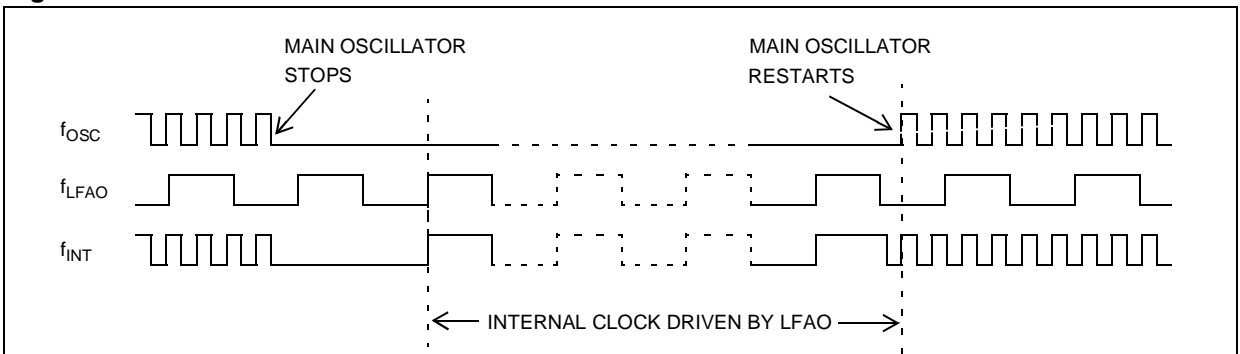 MAIN OSCILLATOR
STOPS
MAIN OSCILLATOR
RESTARTS
fOSC
fLFAO
fINT
INTERNAL CLOCK DRIVEN BY LFAO